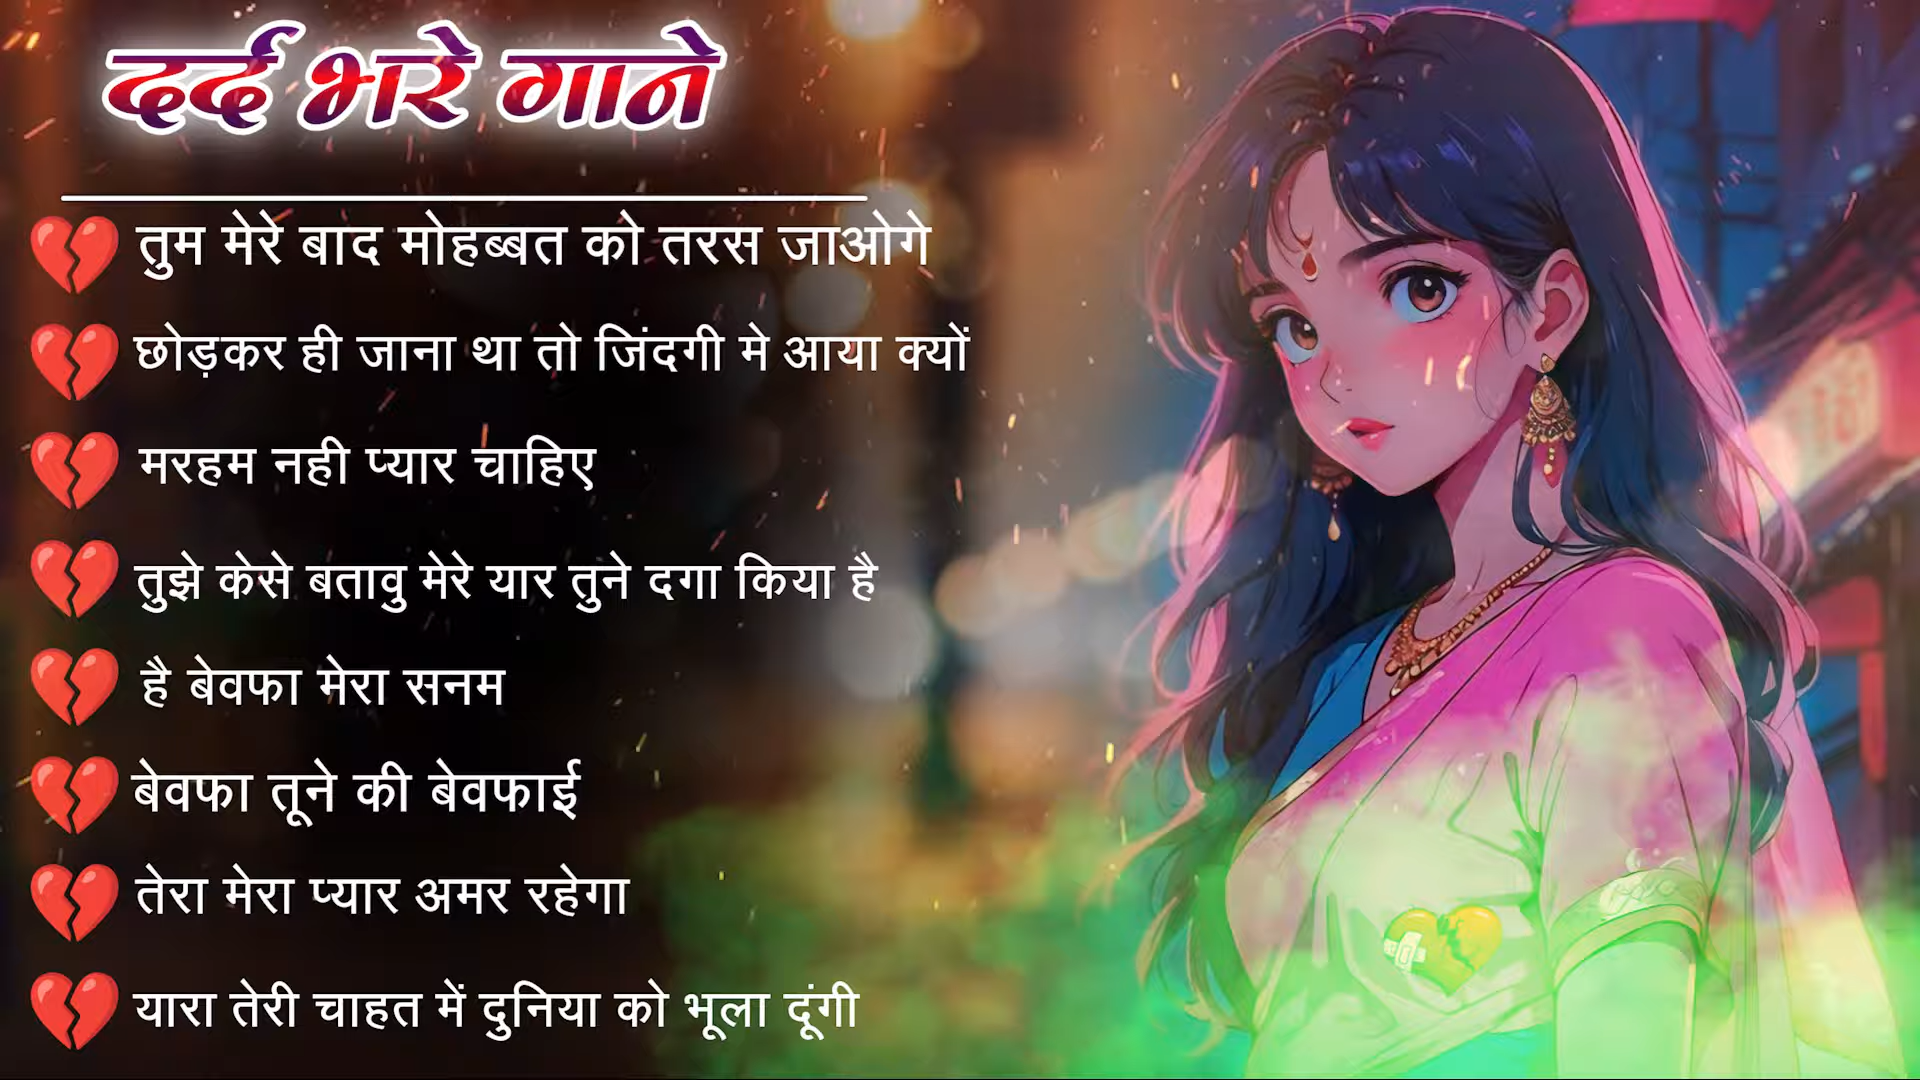 दर्द भरे गाने
तुम मेरे बाद मोहब्बत को तरस जाओगे
छोड़कर ही जाना था तो जिंदगी मे आया क्यों
मरहम नही प्यार चाहिए
तुझे केसे बतावु मेरे यार तुने दगा किया है
है बेवफा मेरा सनम
बेवफा तूने की बेवफाई
तेरा मेरा प्यार अमर रहेगा
यारा तेरी चाहत में दुनिया को भूला दूंगी